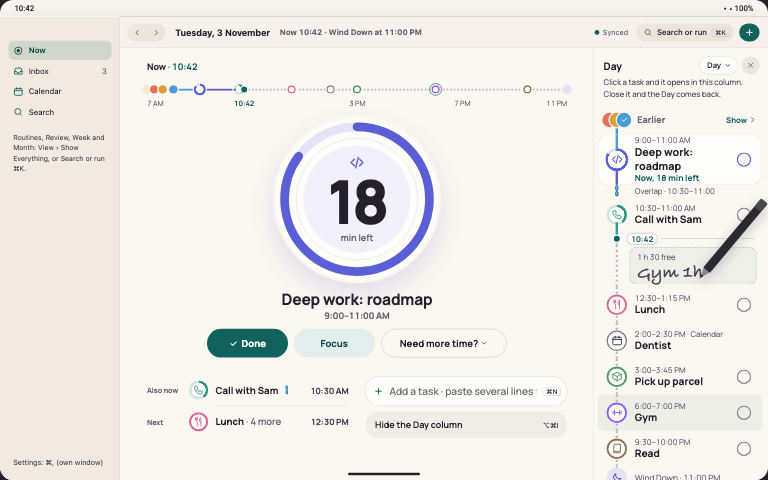 10:42
100%
Now
Inbox 3
Calendar
Search
Routines, Review, Week and
Month: View › Show
Everything, or Search or run
⌘K.
Settings: ⌘, (own window)
Tuesday, 3 November
Now 10:42 · Wind Down at 11:00 PM
Synced
Search or run ⌘K
Now · 10:42
7 AM 10:42 3 PM 7 PM 11 PM
18
min left
Deep work: roadmap
9:00–11:00 AM
Done
Focus
Need more time?
Also now
Call with Sam 10:30 AM
Next
Lunch · 4 more 12:30 PM
Add a task · paste several lines
⌘N
Hide the Day column ⌥⌘I
Day
Day
Click a task and it opens in this column.
Close it and the Day comes back.
Earlier Show
9:00–11:00 AM
Deep work:
roadmap
Now, 18 min left
Overlap · 10:30–11:00
10:30–11:00 AM
Call with Sam
10:42
1 h 30 free
Gym 1h
12:30–1:15 PM
Lunch
2:00–2:30 PM · Calendar
Dentist
3:00–3:45 PM
Pick up parcel
6:00–7:00 PM
Gym
9:30–10:00 PM
Read
Wind Down · 11:00 PM